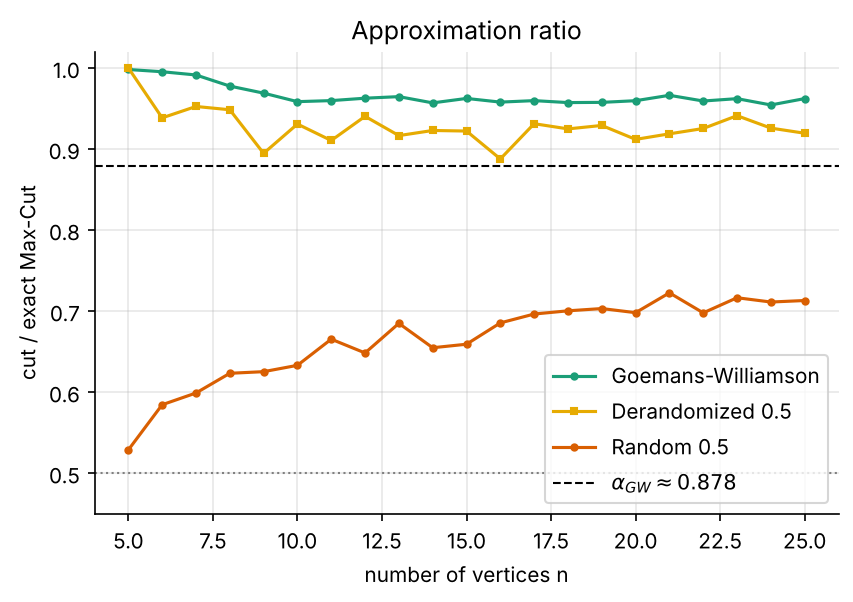 Approximation ratio
cut / exact Max-Cut
1.0
0.9
0.8
0.7
0.6
0.5
Goemans-Williamson
Derandomized 0.5
Random 0.5
α_GW ≈ 0.878
5.0 7.5 10.0 12.5 15.0 17.5 20.0 22.5 25.0
number of vertices n